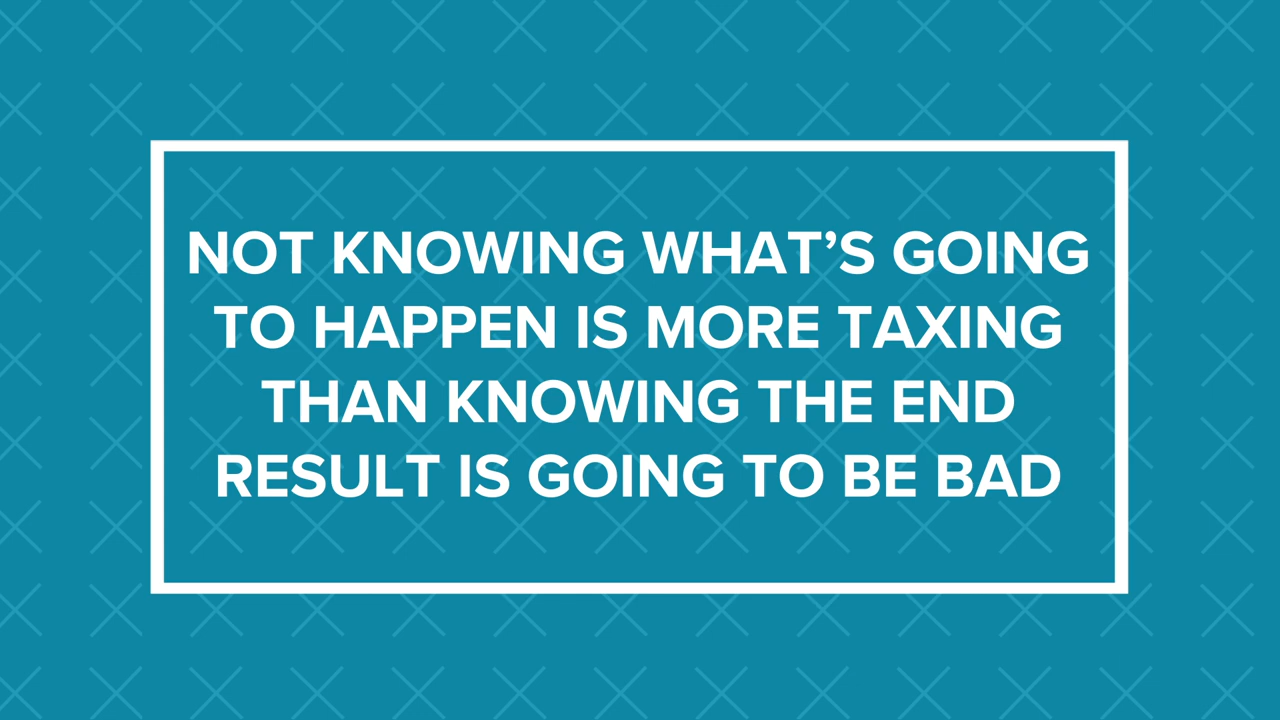 NOT KNOWING WHAT’S GOING
TO HAPPEN IS MORE TAXING
THAN KNOWING THE END
RESULT IS GOING TO BE BAD